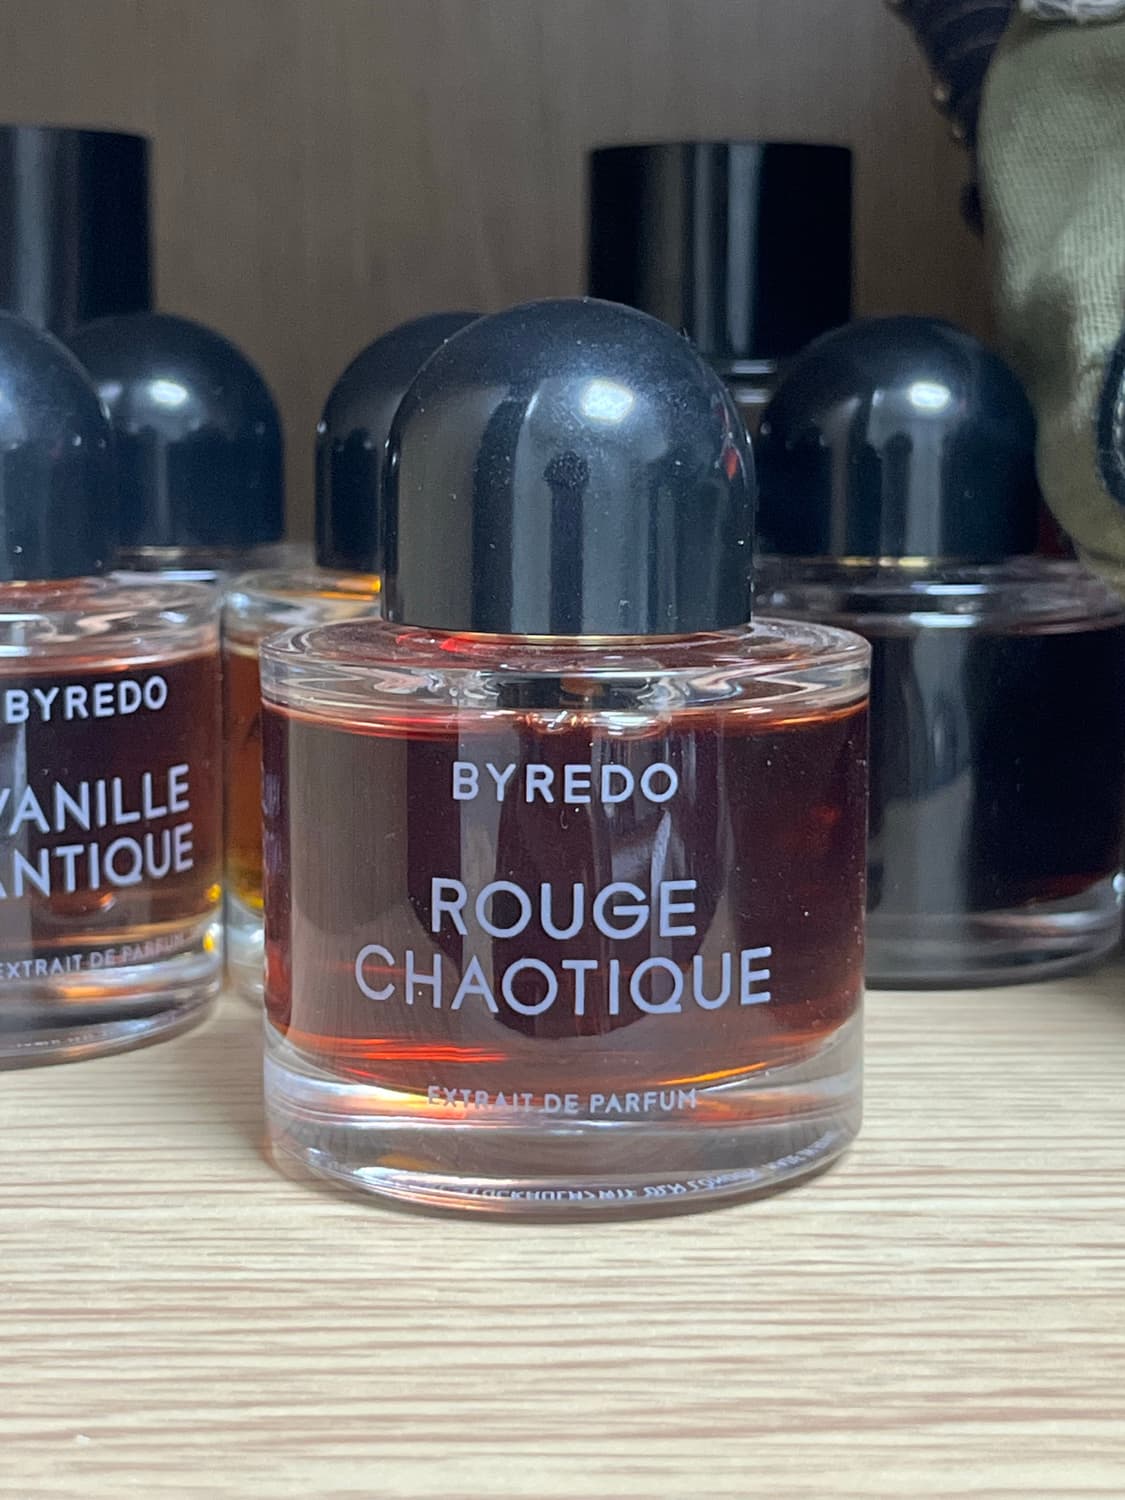 BYREDO
VANILLE
ANTIQUE
EXTRAIT DE PARFUM
BYREDO
ROUGE
CHAOTIQUE
EXTRAIT DE PARFUM